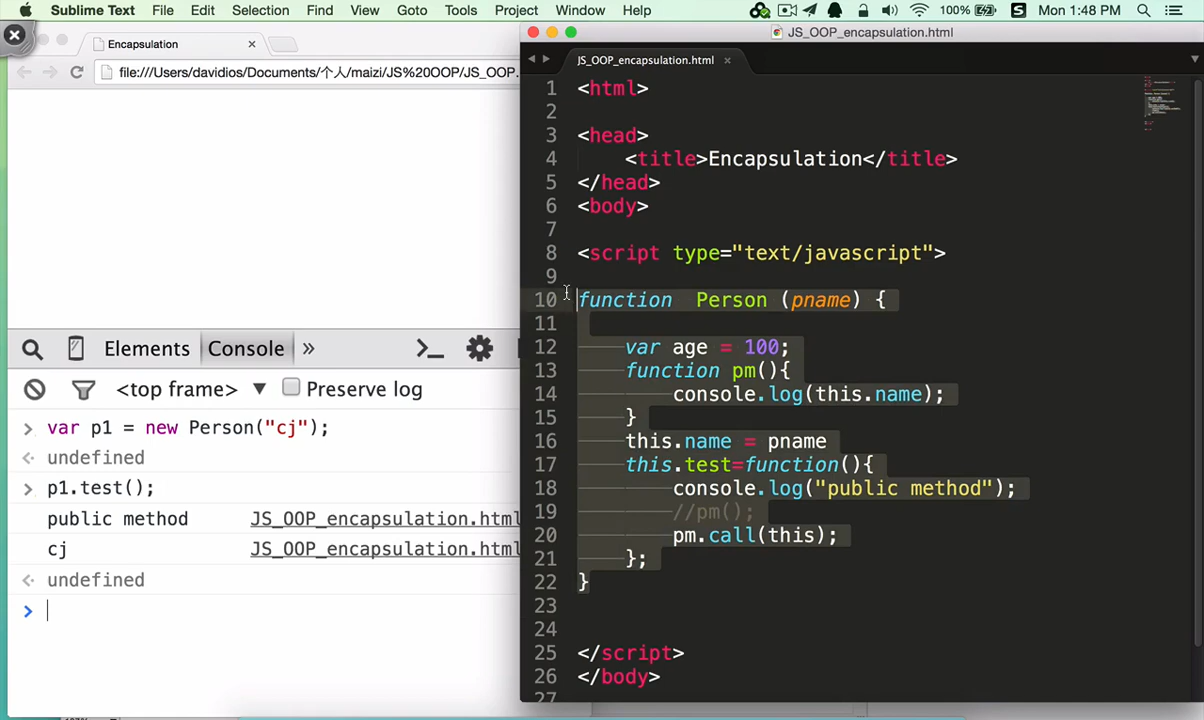 Sublime Text File Edit Selection Find View Goto Tools Project Window Help 100% Mon 1:48 PM
Encapsulation
file:///Users/davidios/Documents/个人/maizi/JS%20OOP/JS_OOP.
Elements Console »
<top frame> ▼ Preserve log
> var p1 = new Person("cj");
undefined
> p1.test();
public method JS_OOP_encapsulation.html
cj JS_OOP_encapsulation.html
undefined
>
JS_OOP_encapsulation.html
JS_OOP_encapsulation.html ×
1 <html>
2
3 <head>
4 <title>Encapsulation</title>
5 </head>
6 <body>
7
8 <script type="text/javascript">
9
10 function Person (pname) {
11
12 var age = 100;
13 function pm(){
14 console.log(this.name);
15 }
16 this.name = pname
17 this.test=function(){
18 console.log("public method");
19 //pm();
20 pm.call(this);
21 };
22 }
23
24
25 </script>
26 </body>
27